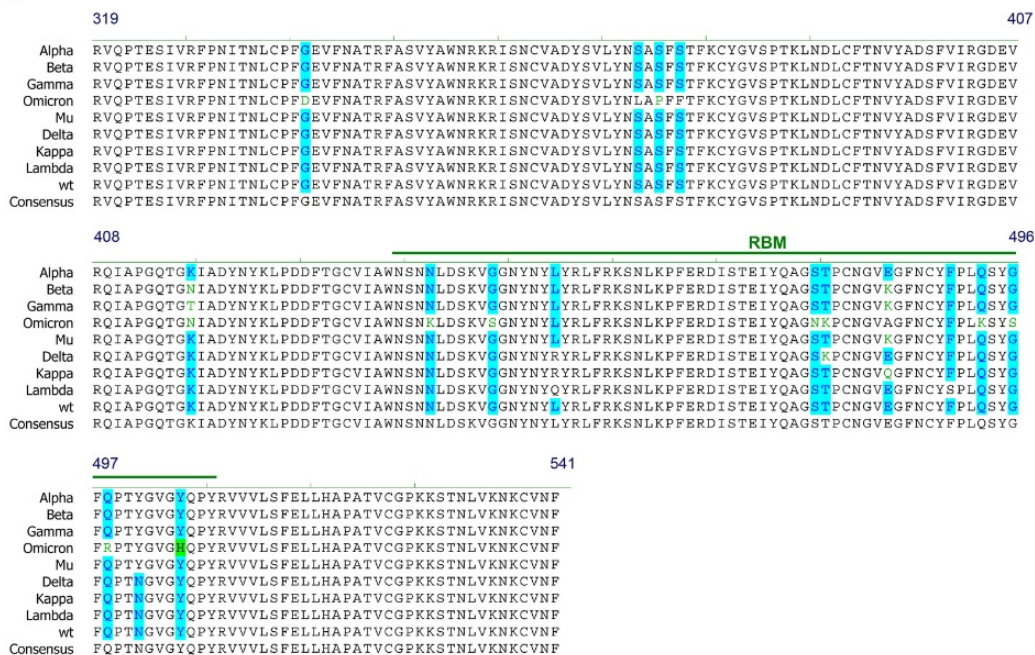 319 407
Alpha RVQPTESIVRFPNITNLCPFGEVFNATRFASVYAWNRKRISNCVADYSVLYNSASFSTFKCYGVSPTKLNDLCFTNVYADSFVIRGDEV
Beta RVQPTESIVRFPNITNLCPFGEVFNATRFASVYAWNRKRISNCVADYSVLYNSASFSTFKCYGVSPTKLNDLCFTNVYADSFVIRGDEV
Gamma RVQPTESIVRFPNITNLCPFGEVFNATRFASVYAWNRKRISNCVADYSVLYNSASFSTFKCYGVSPTKLNDLCFTNVYADSFVIRGDEV
Omicron RVQPTESIVRFPNITNLCPFDEVFNATRFASVYAWNRKRISNCVADYSVLYNLAPFFTFKCYGVSPTKLNDLCFTNVYADSFVIRGDEV
Mu RVQPTESIVRFPNITNLCPFGEVFNATRFASVYAWNRKRISNCVADYSVLYNSASFSTFKCYGVSPTKLNDLCFTNVYADSFVIRGDEV
Delta RVQPTESIVRFPNITNLCPFGEVFNATRFASVYAWNRKRISNCVADYSVLYNSASFSTFKCYGVSPTKLNDLCFTNVYADSFVIRGDEV
Kappa RVQPTESIVRFPNITNLCPFGEVFNATRFASVYAWNRKRISNCVADYSVLYNSASFSTFKCYGVSPTKLNDLCFTNVYADSFVIRGDEV
Lambda RVQPTESIVRFPNITNLCPFGEVFNATRFASVYAWNRKRISNCVADYSVLYNSASFSTFKCYGVSPTKLNDLCFTNVYADSFVIRGDEV
wt RVQPTESIVRFPNITNLCPFGEVFNATRFASVYAWNRKRISNCVADYSVLYNSASFSTFKCYGVSPTKLNDLCFTNVYADSFVIRGDEV
Consensus RVQPTESIVRFPNITNLCPFGEVFNATRFASVYAWNRKRISNCVADYSVLYNSASFSTFKCYGVSPTKLNDLCFTNVYADSFVIRGDEV
408 RBM 496
Alpha RQIAPGQTGKIADYNYKLPDDFTGCVIAWNSNNLDSKVGGNYNYLYRLFRKSNLKPFERDISTEIYQAGSTPCNGVEGFNCYFPLQSYG
Beta RQIAPGQTGNIADYNYKLPDDFTGCVIAWNSNNLDSKVGGNYNYLYRLFRKSNLKPFERDISTEIYQAGSTPCNGVKGFNCYFPLQSYG
Gamma RQIAPGQTGTIADYNYKLPDDFTGCVIAWNSNNLDSKVGGNYNYLYRLFRKSNLKPFERDISTEIYQAGSTPCNGVKGFNCYFPLQSYG
Omicron RQIAPGQTGNIADYNYKLPDDFTGCVIAWNSNKLDSKVSGNYNYLYRLFRKSNLKPFERDISTEIYQAGNKPCNGVAGFNCYFPLKSYS
Mu RQIAPGQTGKIADYNYKLPDDFTGCVIAWNSNNLDSKVGGNYNYLYRLFRKSNLKPFERDISTEIYQAGSTPCNGVKGFNCYFPLQSYG
Delta RQIAPGQTGKIADYNYKLPDDFTGCVIAWNSNNLDSKVGGNYNYRYRLFRKSNLKPFERDISTEIYQAGSKPCNGVEGFNCYFPLQSYG
Kappa RQIAPGQTGKIADYNYKLPDDFTGCVIAWNSNNLDSKVGGNYNYRYRLFRKSNLKPFERDISTEIYQAGSTPCNGVQGFNCYFPLQSYG
Lambda RQIAPGQTGKIADYNYKLPDDFTGCVIAWNSNNLDSKVGGNYNYQYRLFRKSNLKPFERDISTEIYQAGSTPCNGVEGFNCYSPLQSYG
wt RQIAPGQTGKIADYNYKLPDDFTGCVIAWNSNNLDSKVGGNYNYLYRLFRKSNLKPFERDISTEIYQAGSTPCNGVEGFNCYFPLQSYG
Consensus RQIAPGQTGKIADYNYKLPDDFTGCVIAWNSNNLDSKVGGNYNYLYRLFRKSNLKPFERDISTEIYQAGSTPCNGVEGFNCYFPLQSYG
497 541
Alpha FQPTYGVGYQPYRVVVLSFELLHAPATVCGPKKSTNLVKNKCVNF
Beta FQPTYGVGYQPYRVVVLSFELLHAPATVCGPKKSTNLVKNKCVNF
Gamma FQPTYGVGYQPYRVVVLSFELLHAPATVCGPKKSTNLVKNKCVNF
Omicron FRPTYGVGHQPYRVVVLSFELLHAPATVCGPKKSTNLVKNKCVNF
Mu FQPTYGVGYQPYRVVVLSFELLHAPATVCGPKKSTNLVKNKCVNF
Delta FQPTNGVGYQPYRVVVLSFELLHAPATVCGPKKSTNLVKNKCVNF
Kappa FQPTNGVGYQPYRVVVLSFELLHAPATVCGPKKSTNLVKNKCVNF
Lambda FQPTNGVGYQPYRVVVLSFELLHAPATVCGPKKSTNLVKNKCVNF
wt FQPTNGVGYQPYRVVVLSFELLHAPATVCGPKKSTNLVKNKCVNF
Consensus FQPTNGVGYQPYRVVVLSFELLHAPATVCGPKKSTNLVKNKCVNF